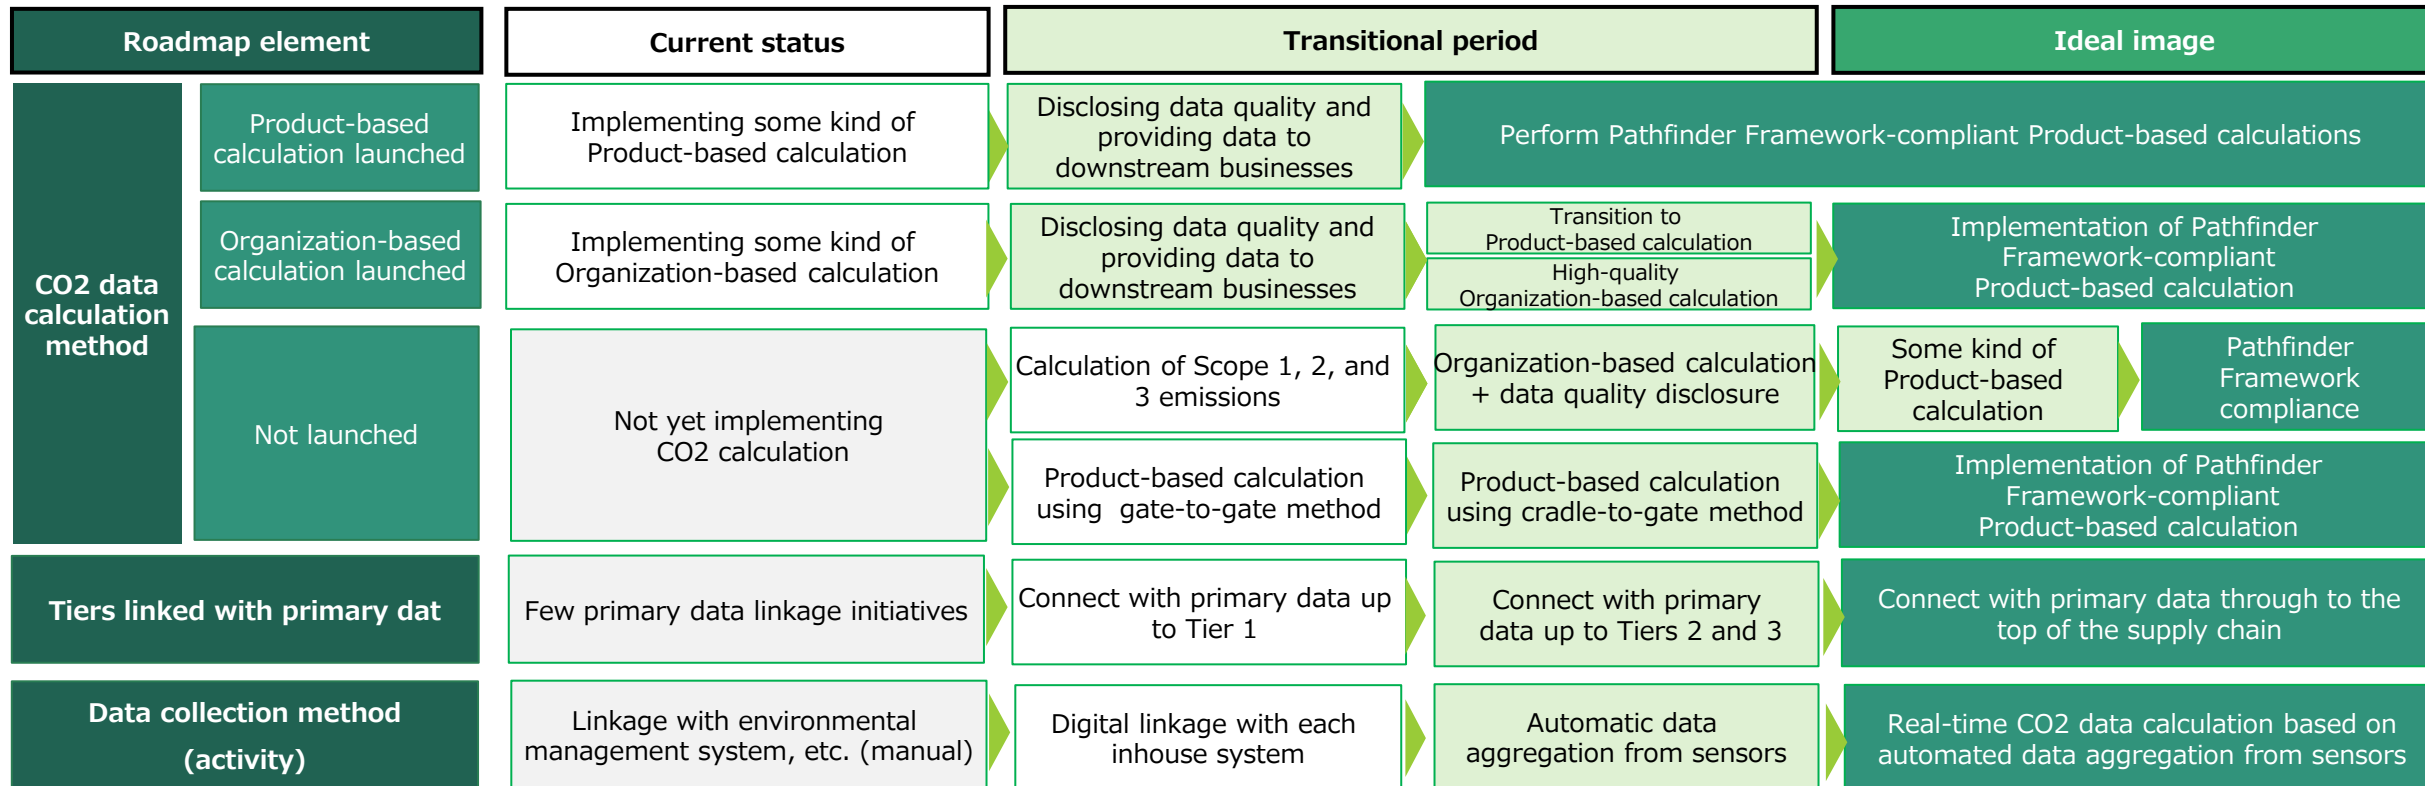 Roadmap element
Current status
Transitional period
Ideal image
CO2 data
calculation
method
Product-based
calculation launched
Implementing some kind of
Product-based calculation
Disclosing data quality and
providing data to
downstream businesses
Perform Pathfinder Framework-compliant Product-based calculations
Organization-based
calculation launched
Implementing some kind of
Organization-based calculation
Disclosing data quality and
providing data to
downstream businesses
Transition to
Product-based calculation
High-quality
Organization-based calculation
Implementation of Pathfinder
Framework-compliant
Product-based calculation
Not launched
Not yet implementing
CO2 calculation
Calculation of Scope 1, 2, and
3 emissions
Organization-based calculation
+ data quality disclosure
Some kind of
Product-based
calculation
Pathfinder
Framework
compliance
Product-based calculation
using gate-to-gate method
Product-based calculation
using cradle-to-gate method
Implementation of Pathfinder
Framework-compliant
Product-based calculation
Tiers linked with primary dat
Few primary data linkage initiatives
Connect with primary data up
to Tier 1
Connect with primary
data up to Tiers 2 and 3
Connect with primary data through to the
top of the supply chain
Data collection method
(activity)
Linkage with environmental
management system, etc. (manual)
Digital linkage with each
inhouse system
Automatic data
aggregation from sensors
Real-time CO2 data calculation based on
automated data aggregation from sensors